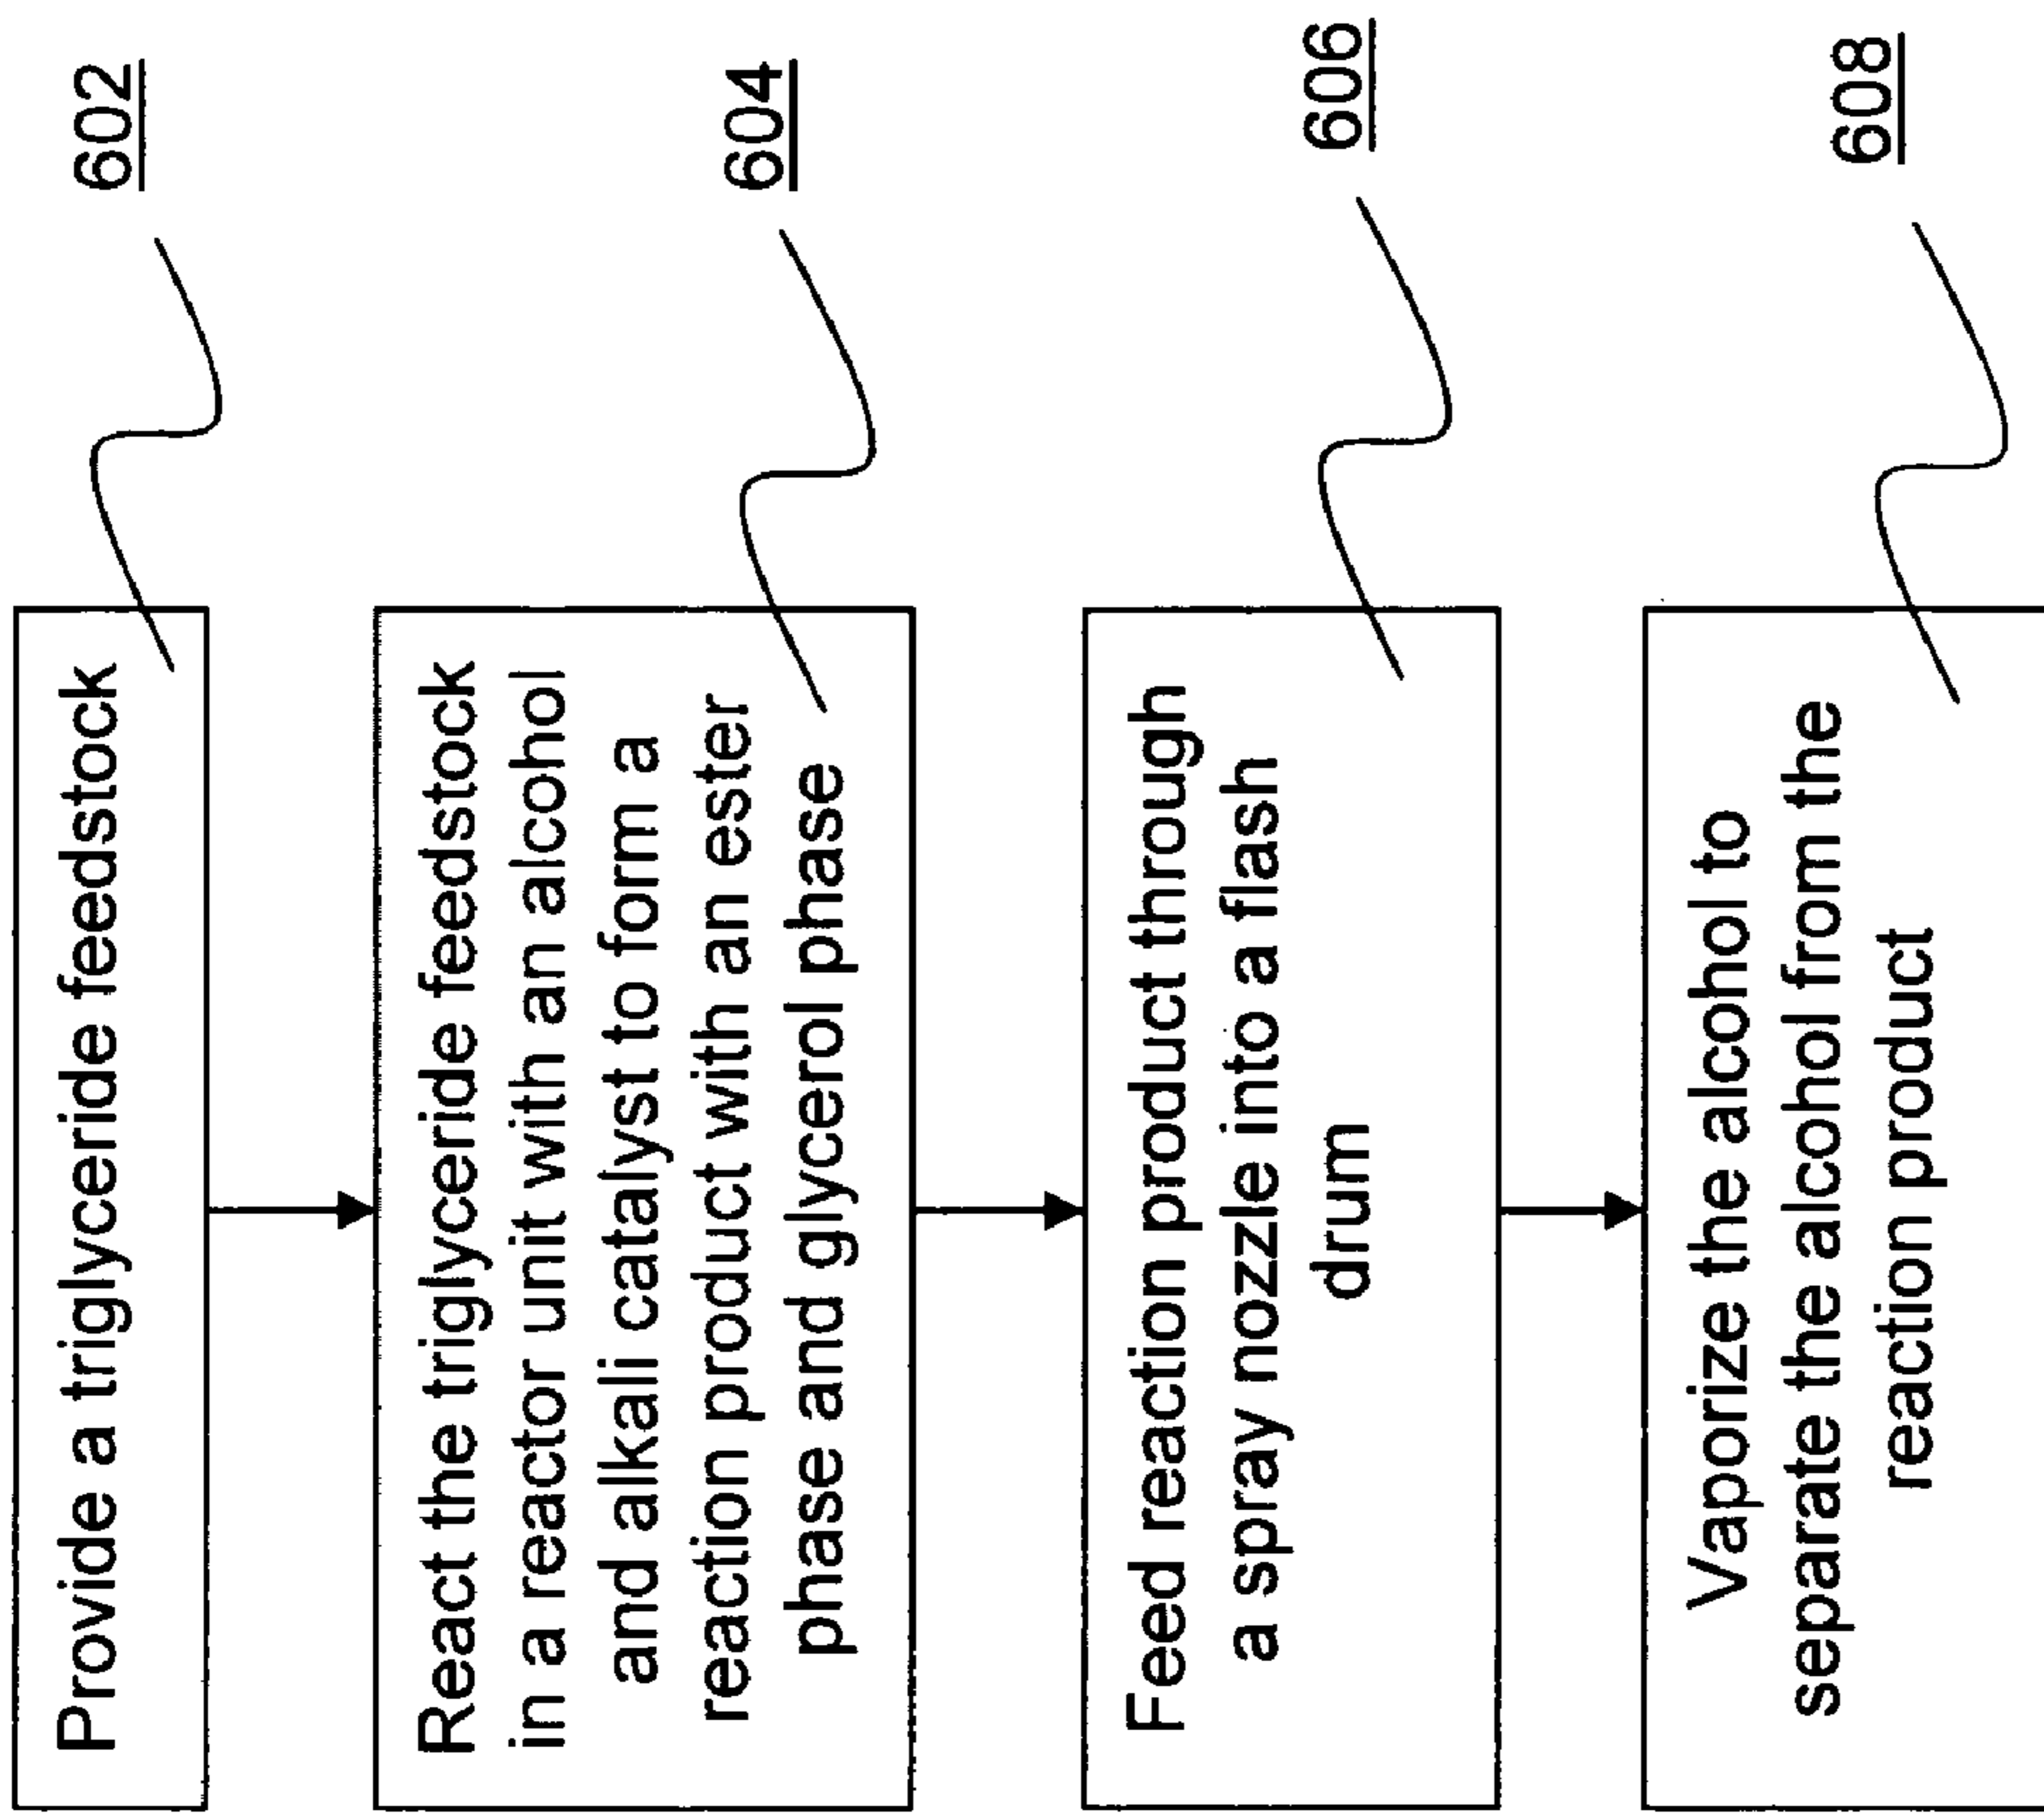 Provide a triglyceride feedstock
602
React the triglyceride feedstock
in a reactor unit with an alcohol
and alkali catalyst to form a
reaction product with an ester
phase and glycerol phase
604
Feed reaction product through
a spray nozzle into a flash
drum
606
Vaporize the alcohol to
separate the alcohol from the
reaction product
608